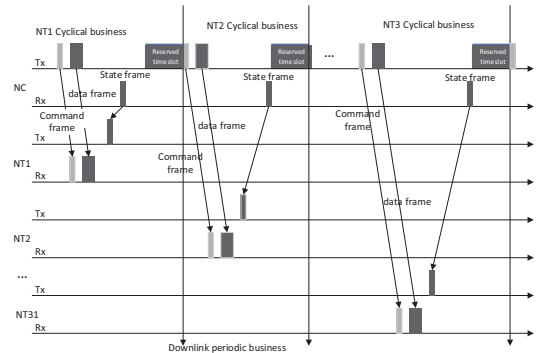 NT1 Cyclical business
NT2 Cyclical business
NT3 Cyclical business
Reserved
time slot
Reserved
time slot
...
Reserved
time slot
Tx
State frame
State frame
State frame
NC
data frame
Rx
Command
frame
Command
frame
data frame
Tx
Command
frame
NT1
Rx
data frame
Tx
NT2
Rx
...
Tx
NT31
Rx
Downlink periodic business